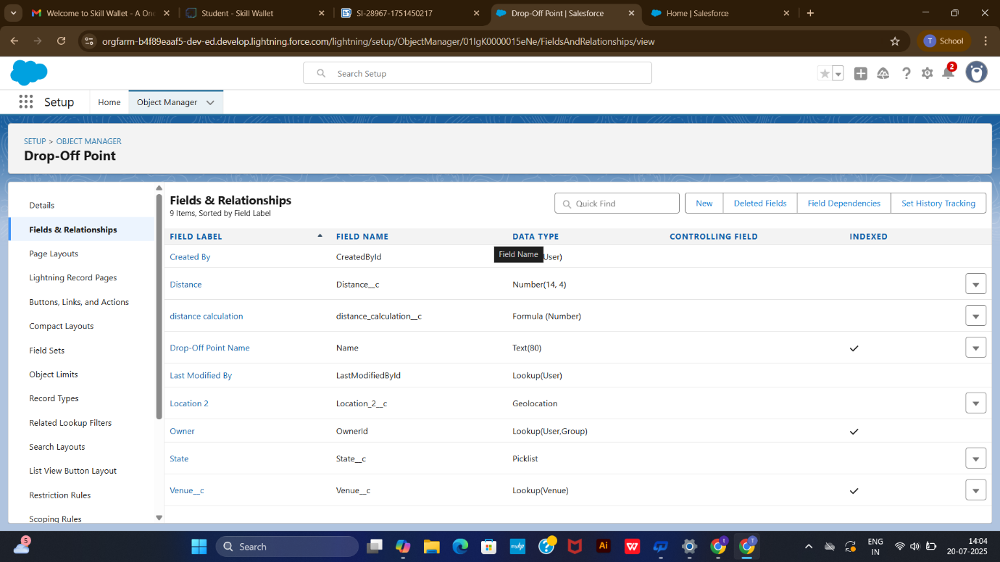 Welcome to Skill Wallet - A One
Student - Skill Wallet
SI-28967-1751450217
Drop-Off Point | Salesforce
Home | Salesforce
orgfarm-b4f89eaaf5-dev-ed.develop.lightning.force.com/lightning/setup/ObjectManager/01IgK0000015eNe/FieldsAndRelationships/view
T School
Search Setup
2
Setup
Home
Object Manager
SETUP > OBJECT MANAGER
Drop-Off Point
Details
Fields & Relationships
Page Layouts
Lightning Record Pages
Buttons, Links, and Actions
Compact Layouts
Field Sets
Object Limits
Record Types
Related Lookup Filters
Search Layouts
List View Button Layout
Restriction Rules
Scoping Rules
Fields & Relationships
9 Items, Sorted by Field Label
Quick Find
New
Deleted Fields
Field Dependencies
Set History Tracking
FIELD LABEL FIELD NAME DATA TYPE CONTROLLING FIELD INDEXED
Field Name
Created By CreatedById User)
Distance Distance__c Number(14, 4)
distance calculation distance_calculation__c Formula (Number)
Drop-Off Point Name Name Text(80)
Last Modified By LastModifiedById Lookup(User)
Location 2 Location_2__c Geolocation
Owner OwnerId Lookup(User,Group)
State State__c Picklist
Venue__c Venue__c Lookup(Venue)
5
Search
myhp
Ai
W
T
ENG
IN
14:04
20-07-2025